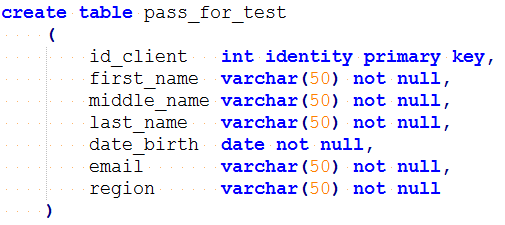 create table pass_for_test
(
id_client int identity primary key,
first_name varchar(50) not null,
middle_name varchar(50) not null,
last_name varchar(50) not null,
date_birth date not null,
email varchar(50) not null,
region varchar(50) not null
)